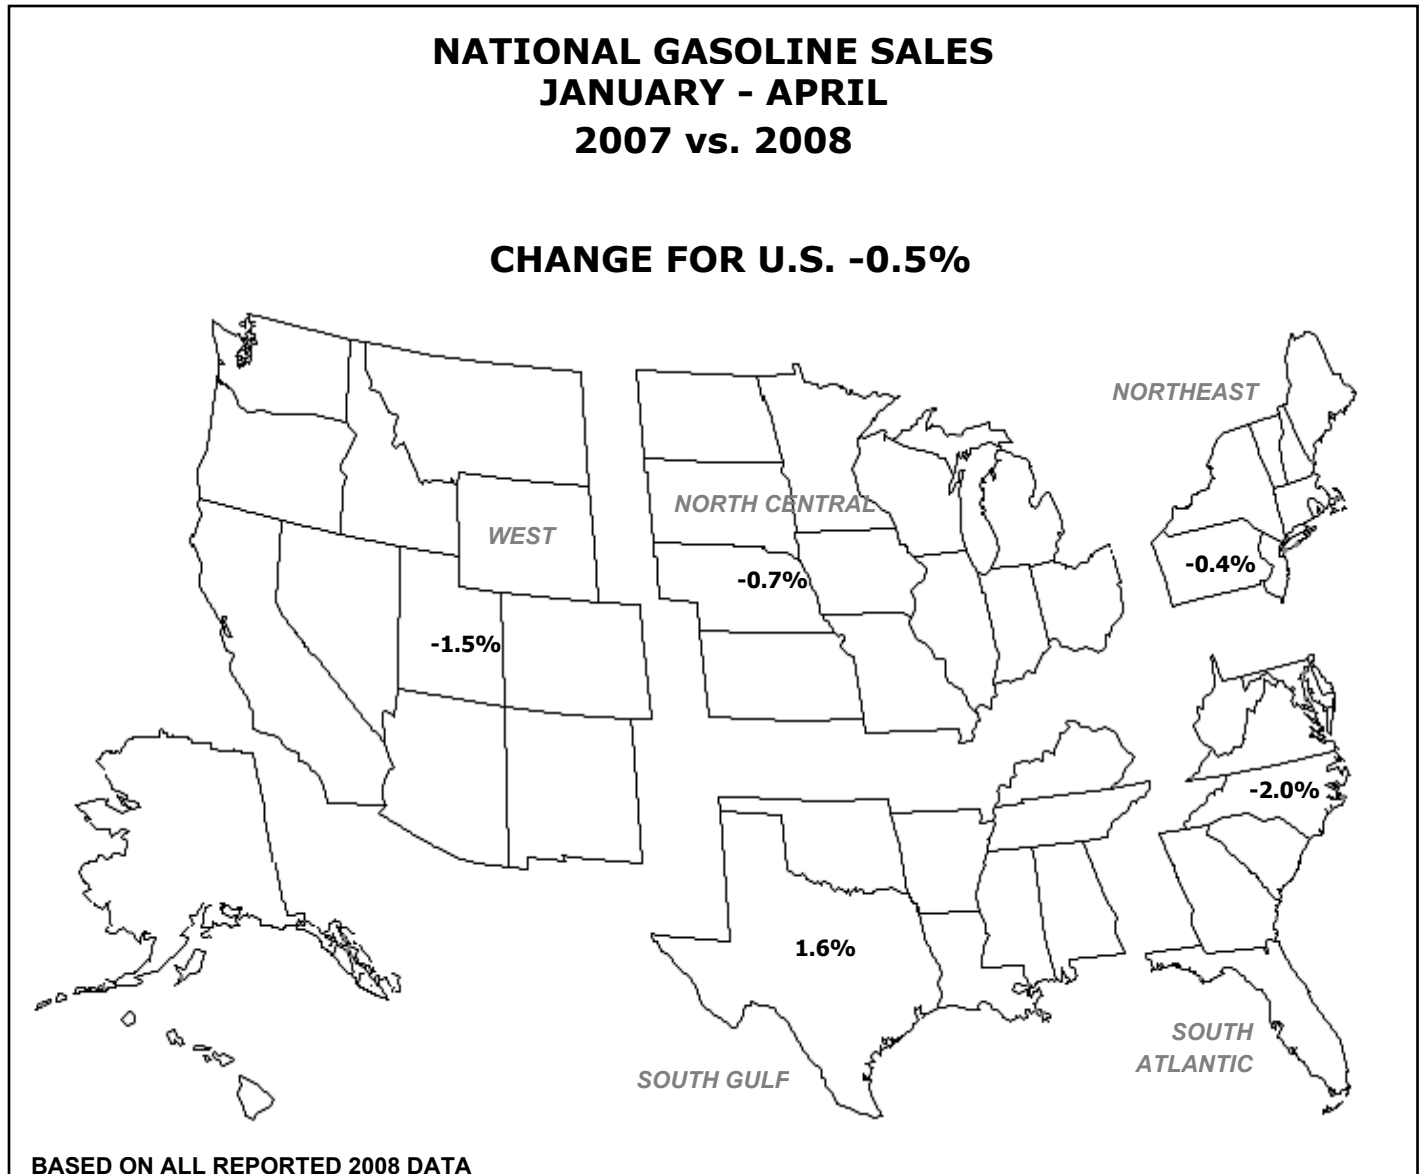 NATIONAL GASOLINE SALES
JANUARY - APRIL
2007 vs. 2008
CHANGE FOR U.S. -0.5%
NORTHEAST
NORTH CENTRAL
WEST
-0.4%
-0.7%
-1.5%
-2.0%
1.6%
SOUTH
ATLANTIC
SOUTH GULF
BASED ON ALL REPORTED 2008 DATA